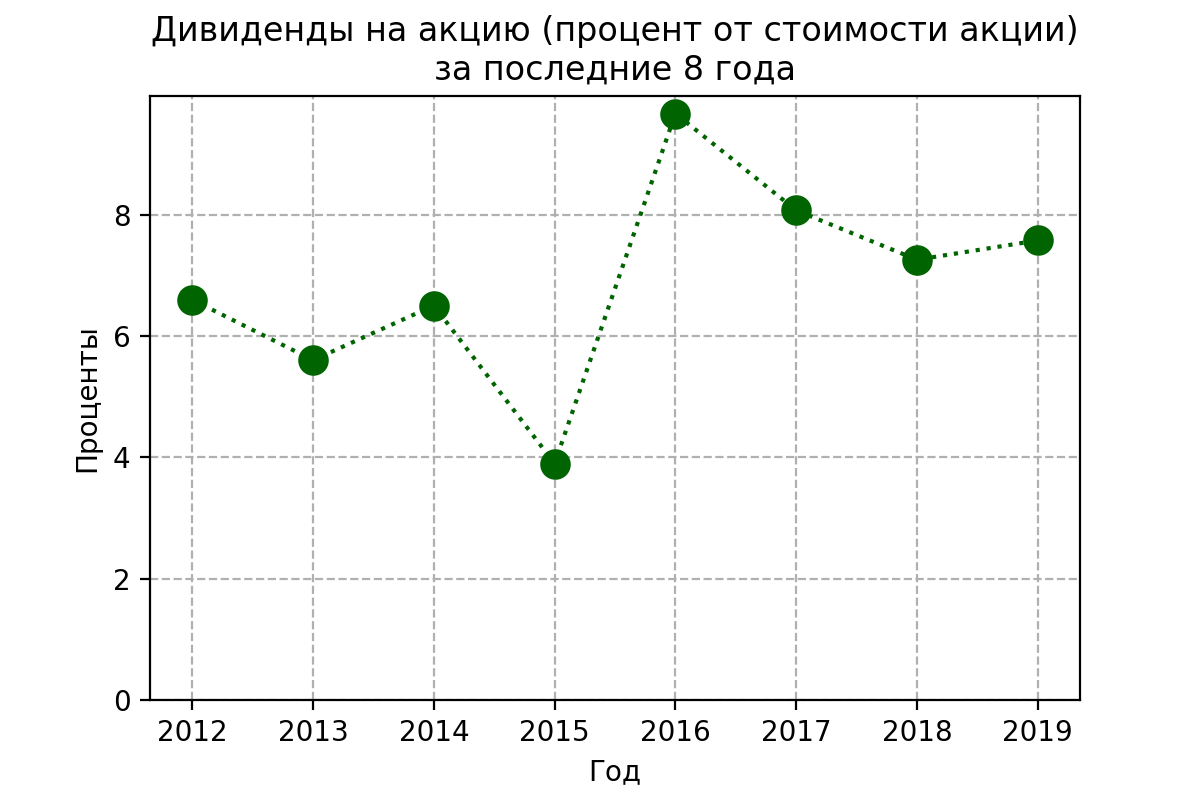 Дивиденды на акцию (процент от стоимости акции)
за последние 8 года
Проценты
8
6
4
2
0
2012 2013 2014 2015 2016 2017 2018 2019
Год